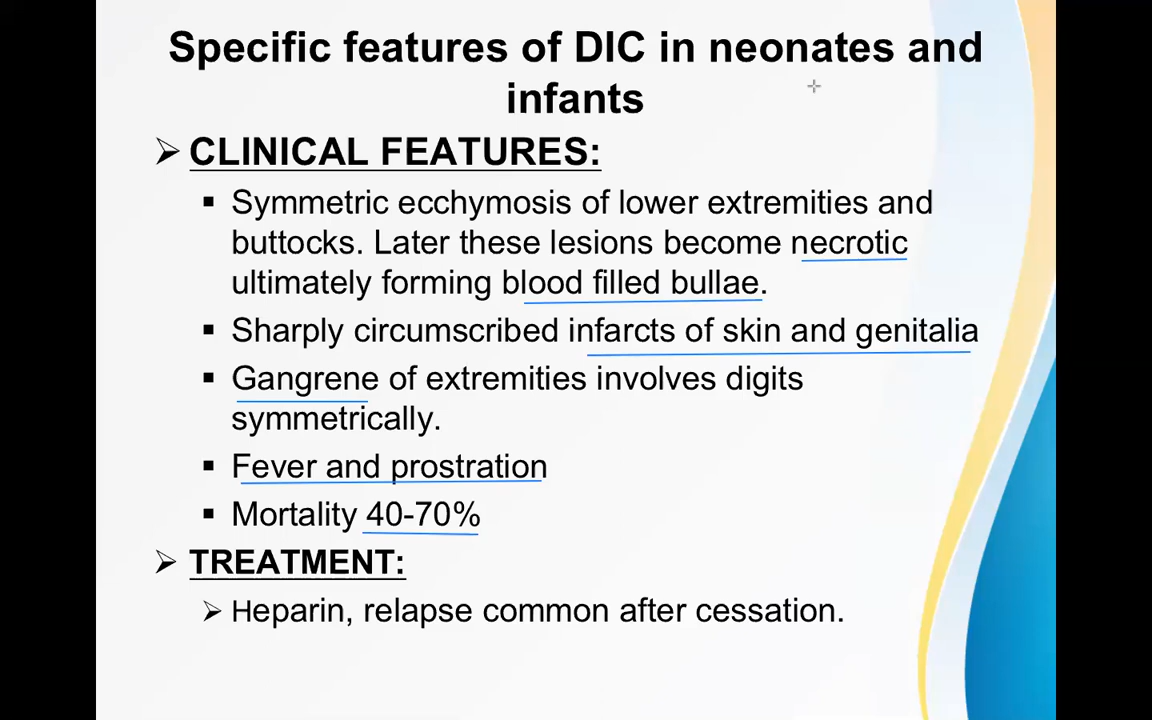 Specific features of DIC in neonates and
infants
➢ CLINICAL FEATURES:
▪ Symmetric ecchymosis of lower extremities and
buttocks. Later these lesions become necrotic
ultimately forming blood filled bullae.
▪ Sharply circumscribed infarcts of skin and genitalia
▪ Gangrene of extremities involves digits
symmetrically.
▪ Fever and prostration
▪ Mortality 40-70%
➢ TREATMENT:
➢ Heparin, relapse common after cessation.